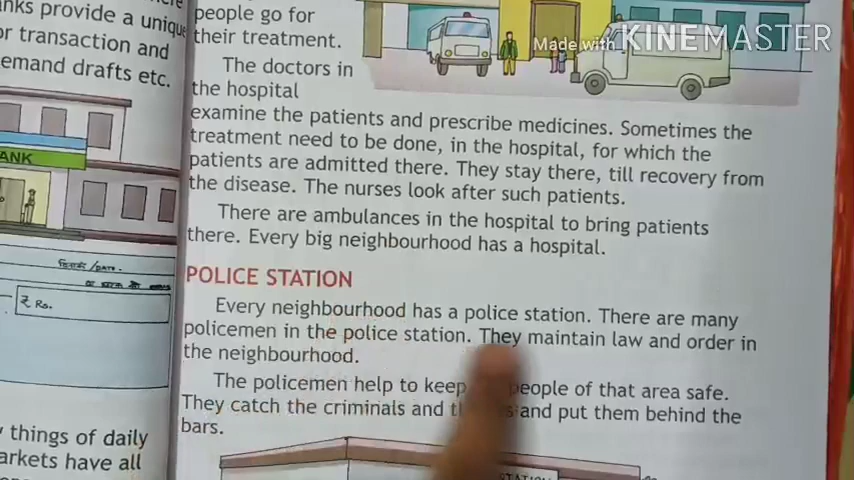 nks provide a unique
or transaction and
emand drafts etc.
ANK
दिनांक/DATE.
₹ Rs.
things of daily
arkets have all
people go for
their treatment.
The doctors in
the hospital
examine the patients and prescribe medicines. Sometimes the
treatment need to be done, in the hospital, for which the
patients are admitted there. They stay there, till recovery from
the disease. The nurses look after such patients.
There are ambulances in the hospital to bring patients
there. Every big neighbourhood has a hospital.
POLICE STATION
Every neighbourhood has a police station. There are many
policemen in the police station. They maintain law and order in
the neighbourhood.
The policemen help to keep people of that area safe.
They catch the criminals and and put them behind the
bars.
STATION
Made with KINEMASTER